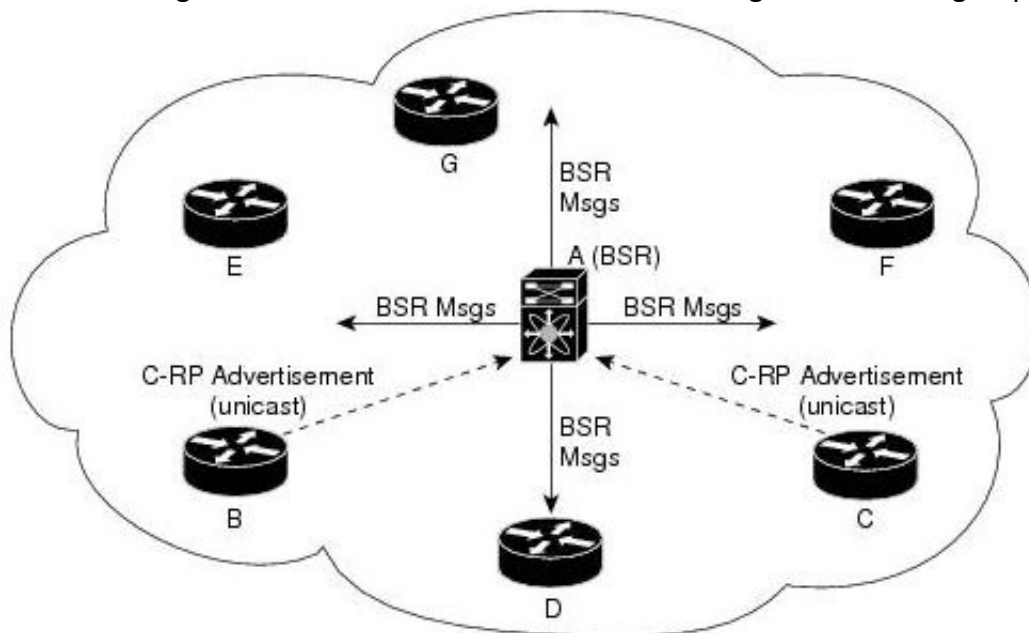 G
BSR
Msgs
E
A (BSR)
F
BSR Msgs
BSR Msgs
C-RP Advertisement
(unicast)
C-RP Advertisement
(unicast)
BSR
Msgs
B
C
D